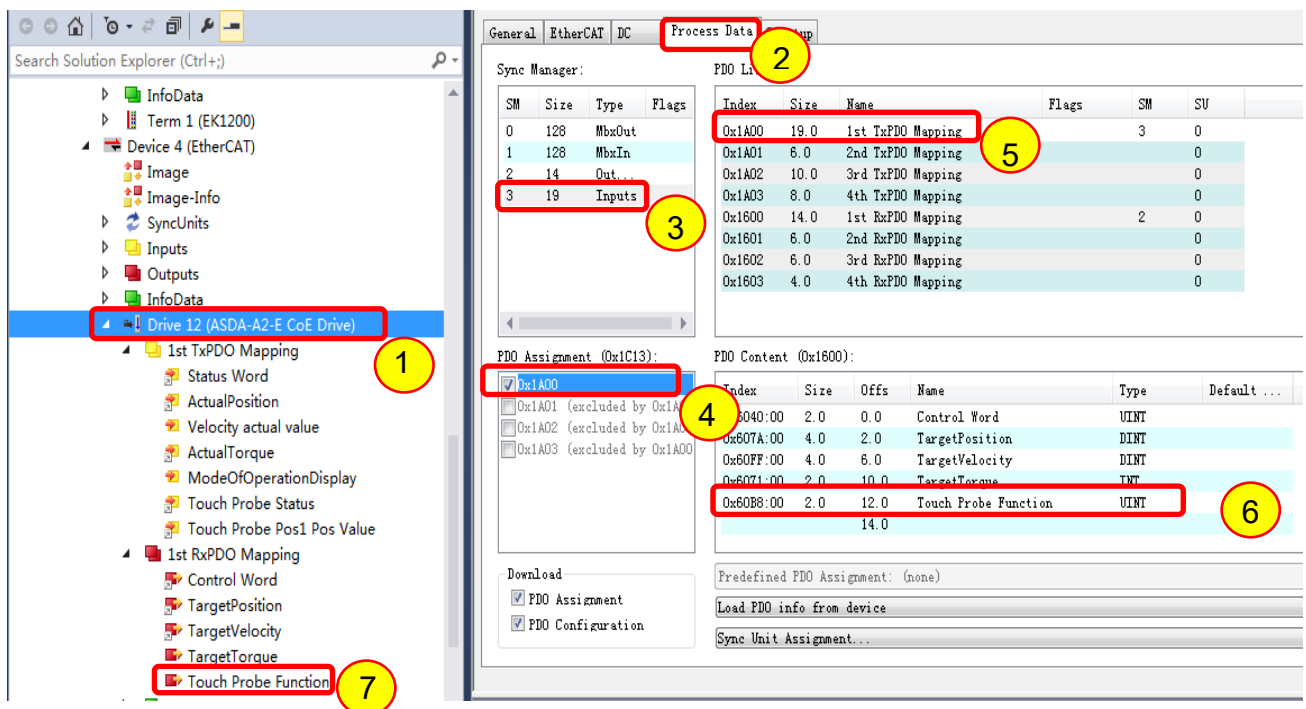 Search Solution Explorer (Ctrl+;)
InfoData
Term 1 (EK1200)
Device 4 (EtherCAT)
Image
Image-Info
SyncUnits
Inputs
Outputs
InfoData
Drive 12 (ASDA-A2-E CoE Drive)
1
1st TxPDO Mapping
Status Word
ActualPosition
Velocity actual value
ActualTorque
ModeOfOperationDisplay
Touch Probe Status
Touch Probe Pos1 Pos Value
1st RxPDO Mapping
Control Word
TargetPosition
TargetVelocity
TargetTorque
Touch Probe Function
7
General EtherCAT DC Process Data
2
Sync Manager:
SM Size Type Flags
0 128 MbxOut
1 128 MbxIn
2 14 Out...
3 19 Inputs
3
Index Size Name Flags SM SU
0x1A00 19.0 1st TxPDO Mapping 3 0
0x1A01 6.0 2nd TxPDO Mapping 0
0x1A02 10.0 3rd TxPDO Mapping 0
0x1A03 8.0 4th TxPDO Mapping 0
0x1600 14.0 1st RxPDO Mapping 2 0
0x1601 6.0 2nd RxPDO Mapping 0
0x1602 6.0 3rd RxPDO Mapping 0
0x1603 4.0 4th RxPDO Mapping 0
5
PDO Assignment (0x1C13):
0x1A00
0x1A01 (excluded by
0x1A02 (excluded by
0x1A03 (excluded by 0x1A00
4
PDO Content (0x1600):
Index Size Offs Name Type Default ...
6040:00 2.0 0.0 Control Word UINT
0x607A:00 4.0 2.0 TargetPosition DINT
0x60FF:00 4.0 6.0 TargetVelocity DINT
0x6071:00 2.0 10.0 TargetTorque INT
0x60B8:00 2.0 12.0 Touch Probe Function UINT
14.0
6
Download
PDO Assignment
PDO Configuration
Predefined PDO Assignment: (none)
Load PDO info from device
Sync Unit Assignment...